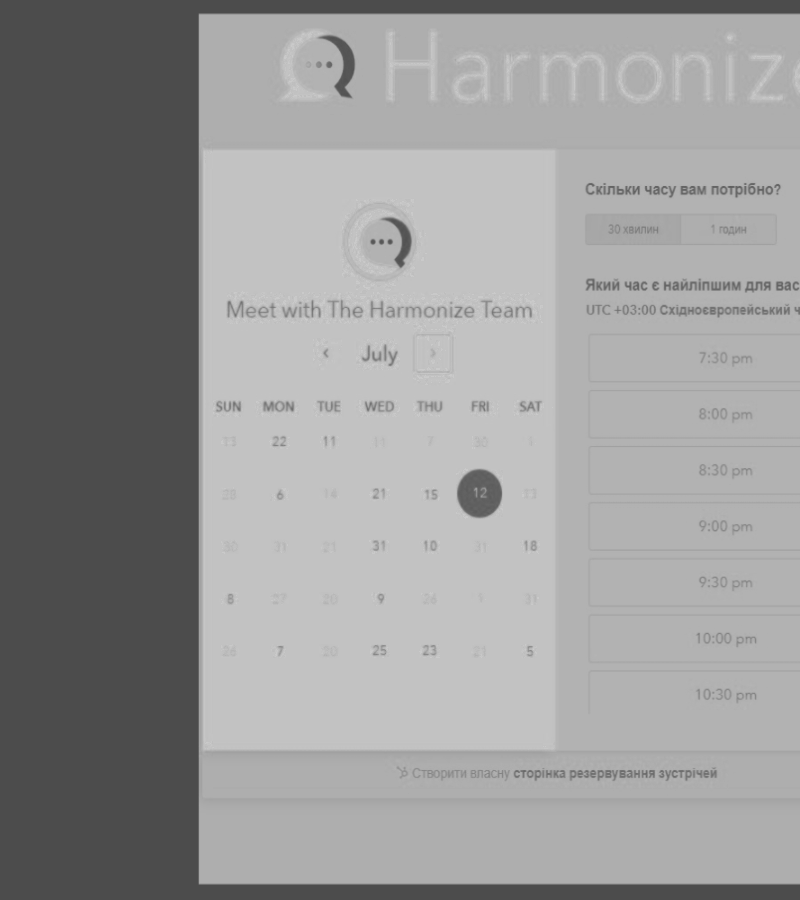 Harmonize
Meet with The Harmonize Team
‹ July ›
SUN MON TUE WED THU FRI SAT
13 22 11 11 7 30 1
28 6 14 21 15 12 13
30 31 21 31 10 31 18
8 27 20 9 26 1 31
26 7 20 25 23 21 5
Скільки часу вам потрібно?
30 хвилин 1 годин
Який час є найліпшим для вас
UTC +03:00 Східноєвропейський ч
7:30 pm
8:00 pm
8:30 pm
9:00 pm
9:30 pm
10:00 pm
10:30 pm
Створити власну сторінка резервування зустрічей